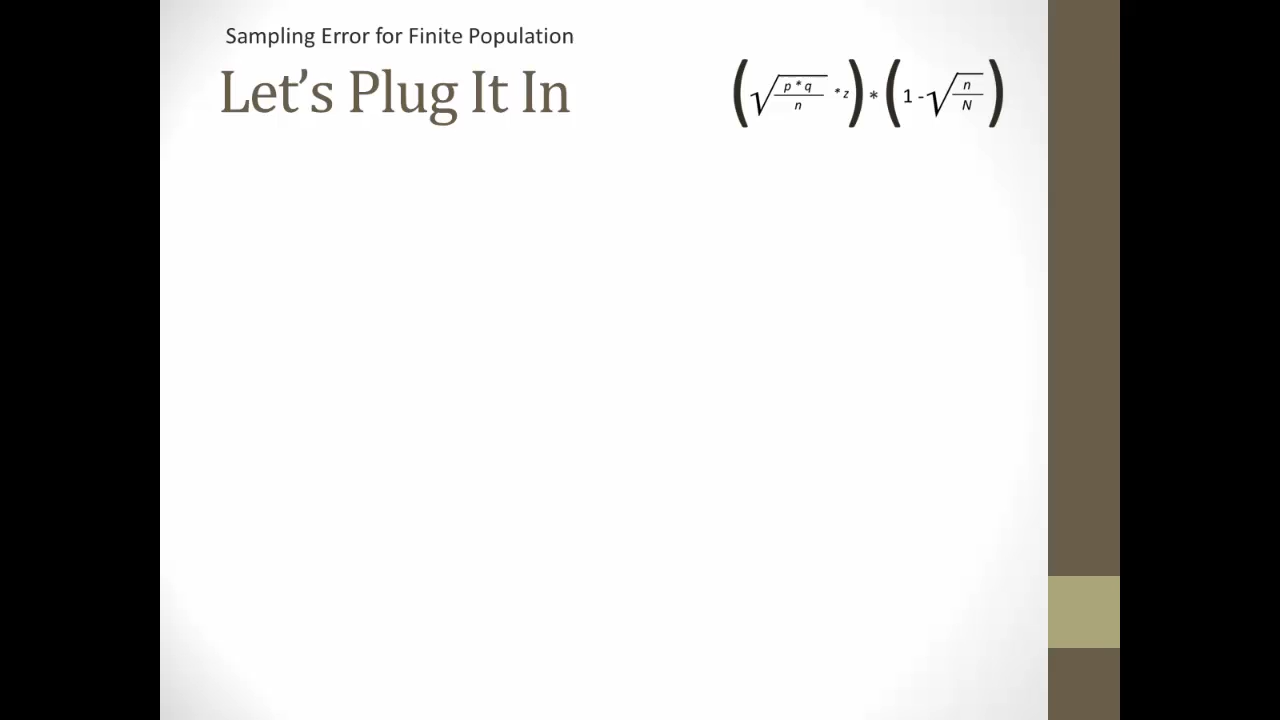 Sampling Error for Finite Population
Let's Plug It In
(√(p * q / n) * z) * (1 - √(n / N))